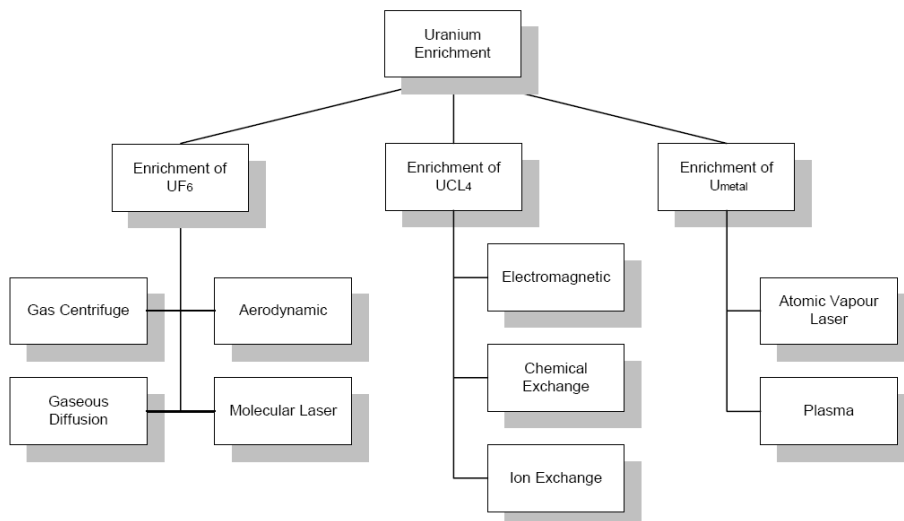 Uranium
Enrichment
Enrichment of
UF6
Enrichment of
UCL4
Enrichment of
Umetal
Gas Centrifuge
Aerodynamic
Gaseous
Diffusion
Molecular Laser
Electromagnetic
Chemical
Exchange
Ion Exchange
Atomic Vapour
Laser
Plasma